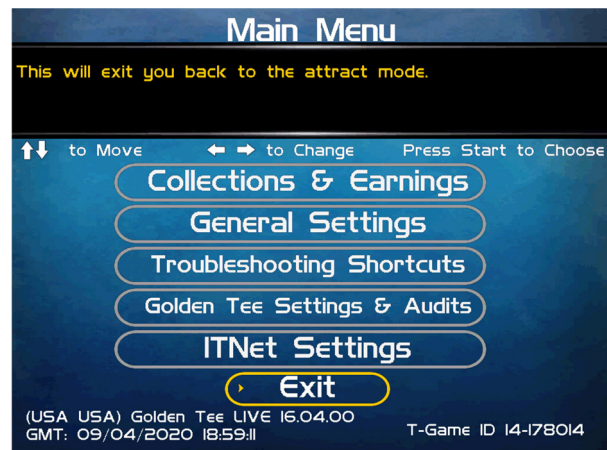 Main Menu
This will exit you back to the attract mode.
to Move to Change Press Start to Choose
Collections & Earnings
General Settings
Troubleshooting Shortcuts
Golden Tee Settings & Audits
ITNet Settings
Exit
(USA USA) Golden Tee LIVE 16.04.00
GMT: 09/04/2020 18:59:11
T-Game ID 14-178014